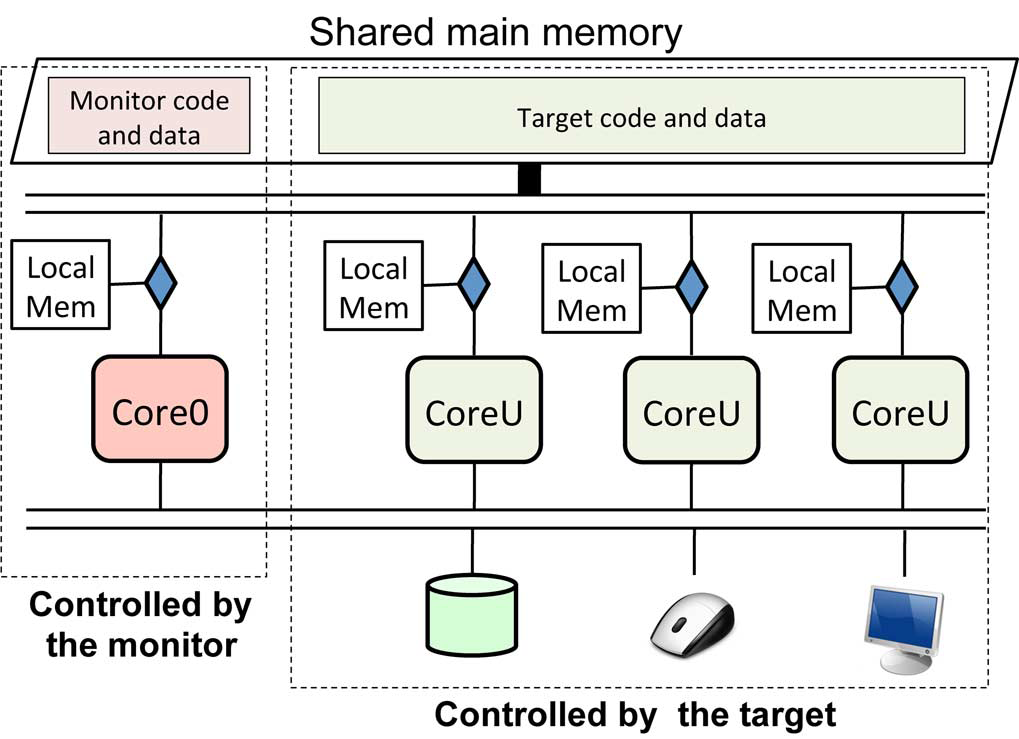 Shared main memory
Monitor code
and data
Target code and data
Local
Mem
Local
Mem
Local
Mem
Local
Mem
Core0
CoreU
CoreU
CoreU
Controlled by
the monitor
Controlled by the target